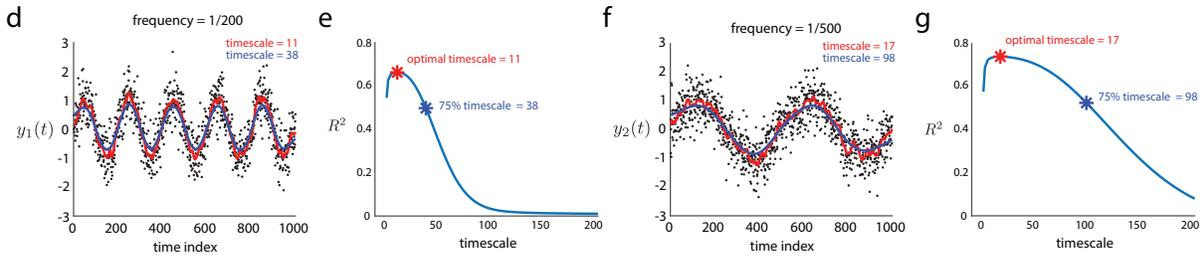 d
frequency = 1/200
timescale = 11
timescale = 38
3
2
1
0
-1
-2
-3
y₁(t)
0 200 400 600 800 1000
time index
e
0.8
0.6
0.4
0.2
0
R²
optimal timescale = 11
75% timescale = 38
0 50 100 150 200
timescale
f
frequency = 1/500
timescale = 17
timescale = 98
3
2
1
0
-1
-2
-3
y₂(t)
0 200 400 600 800 1000
time index
g
0.8
0.6
0.4
0.2
0
R²
optimal timescale = 17
75% timescale = 98
0 50 100 150 200
timescale